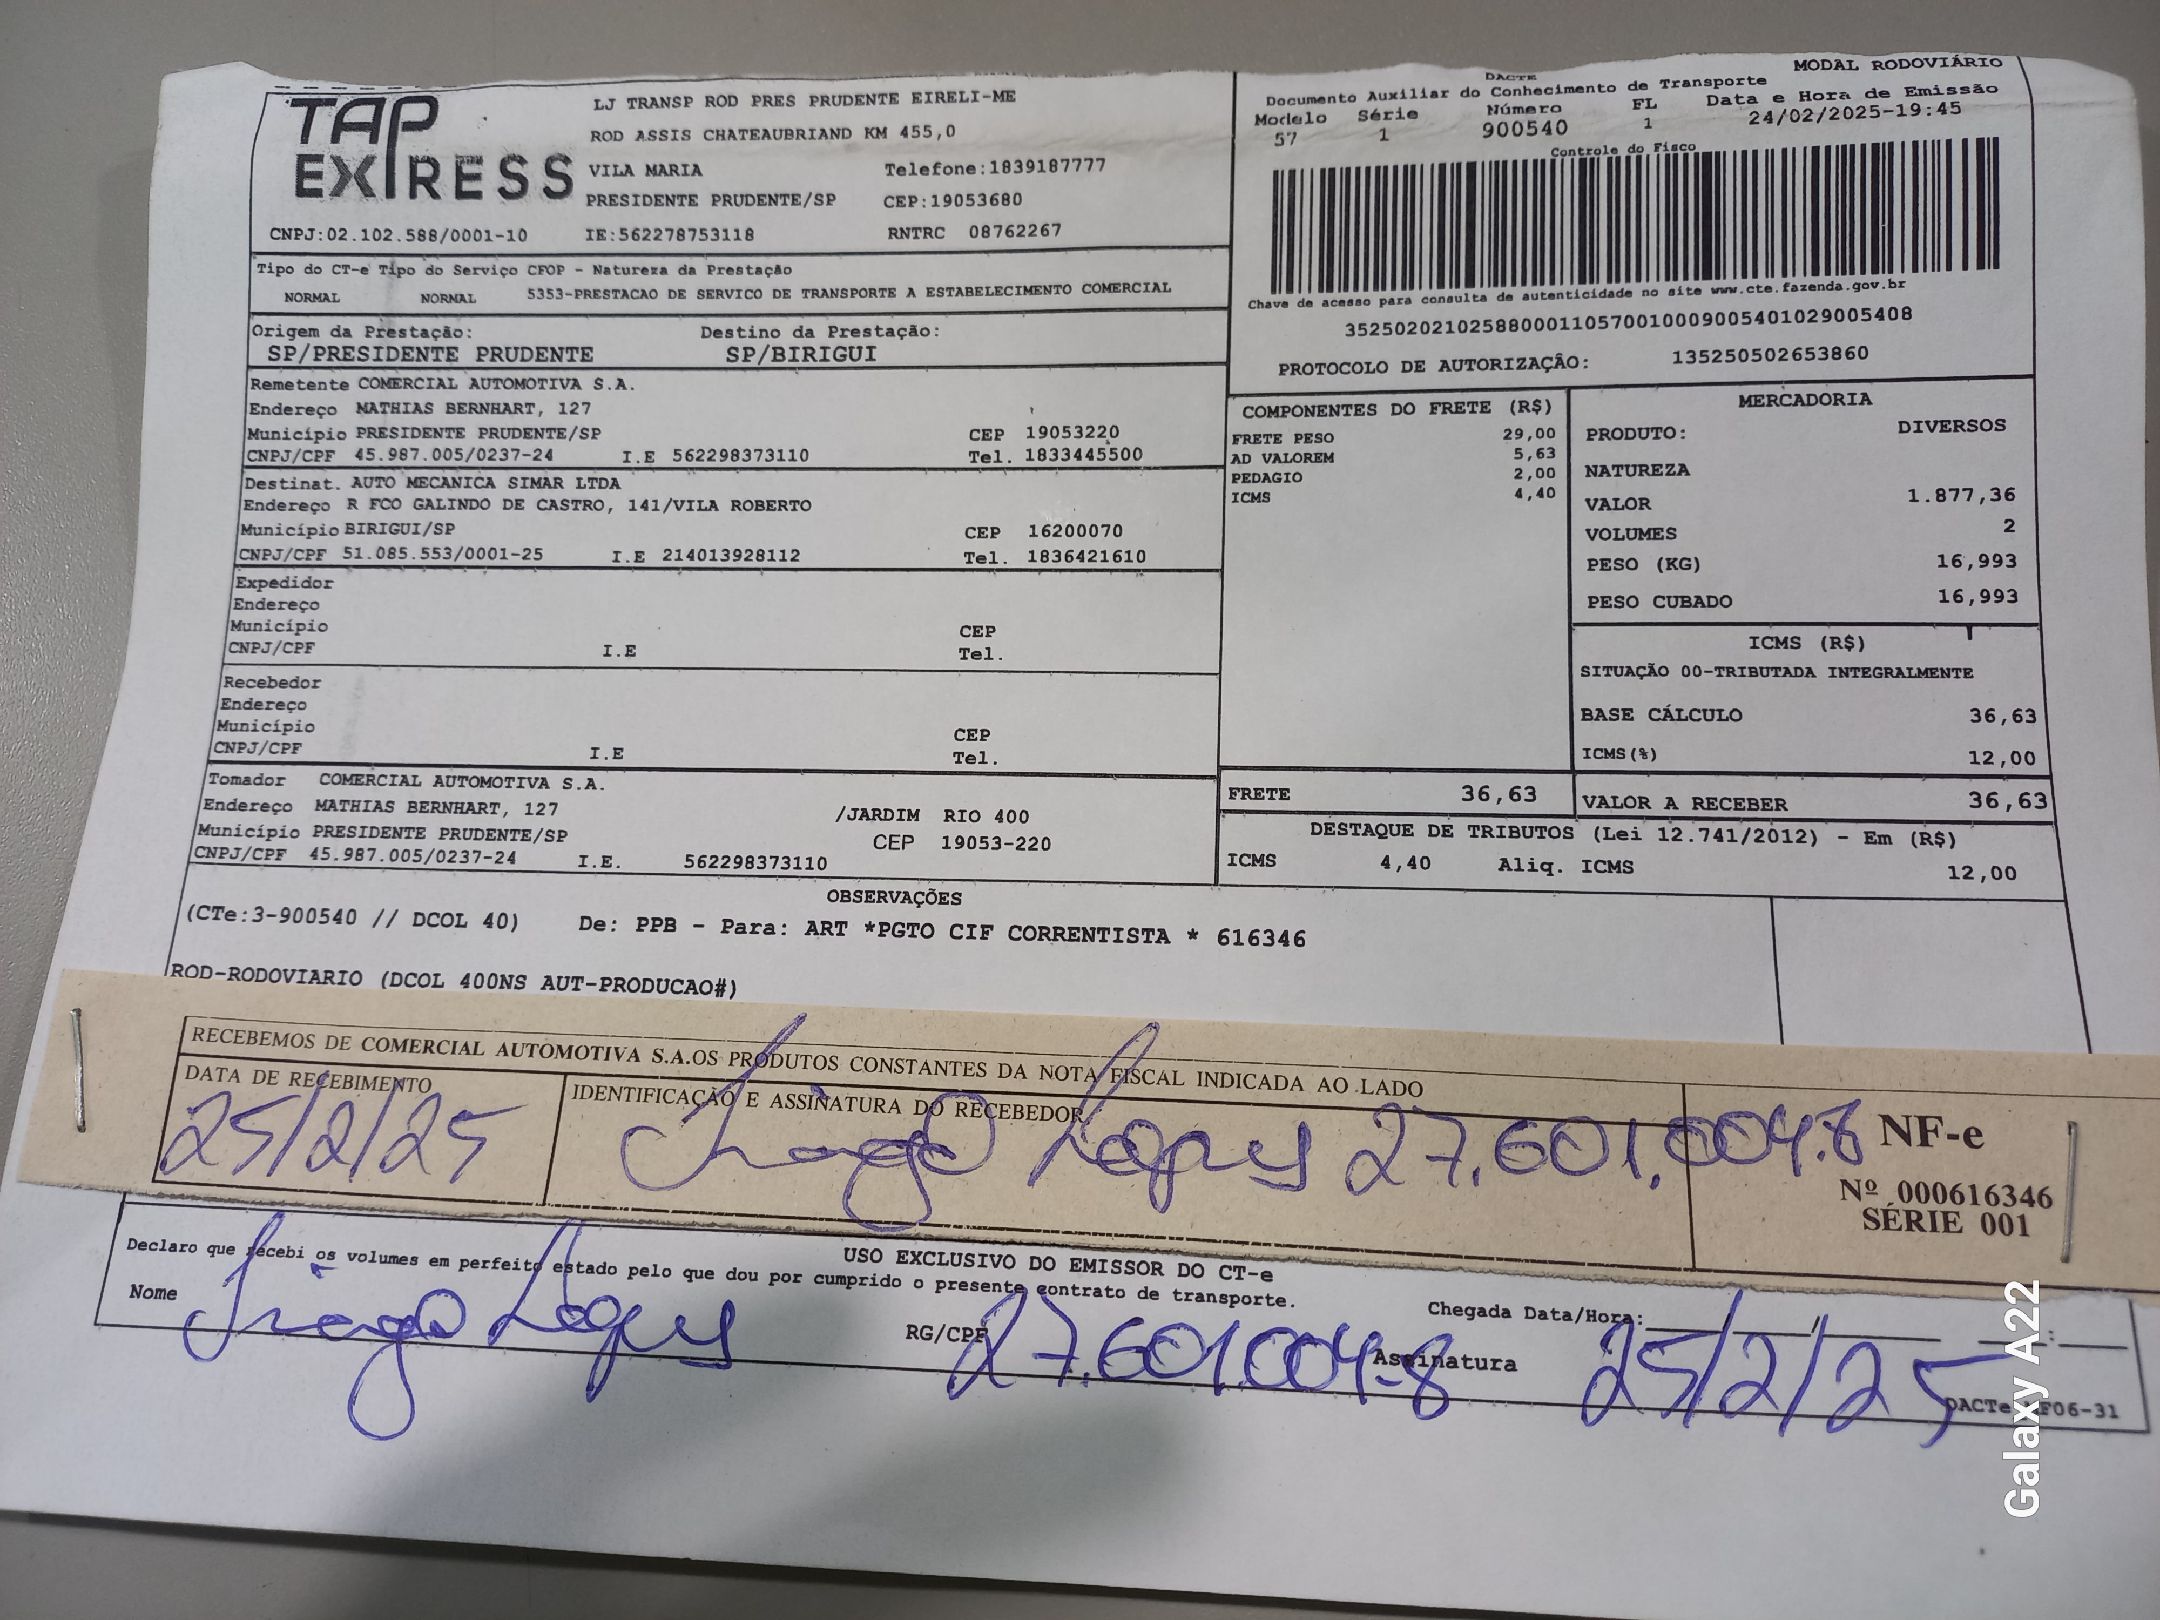 TAP
EXPRESS
LJ TRANSP ROD PRES PRUDENTE EIRELI-ME
ROD ASSIS CHATEAUBRIAND KM 455,0
VILA MARIA Telefone:1839187777
PRESIDENTE PRUDENTE/SP CEP:19053680
CNPJ:02.102.588/0001-10 IE:562278753118 RNTRC 08762267
MODAL RODOVIÁRIO
DACTE
Documento Auxiliar do Conhecimento de Transporte
Modelo Série Número FL Data e Hora de Emissão
57 1 900540 1 24/02/2025-19:45
Controle do Fisco
Chave de acesso para consulta de autenticidade no site www.cte.fazenda.gov.br
35250202102588000110570010009005401029005408
PROTOCOLO DE AUTORIZAÇÃO: 135250502653860
Tipo do CT-e Tipo do Serviço CFOP - Natureza da Prestação
NORMAL NORMAL 5353-PRESTACAO DE SERVICO DE TRANSPORTE A ESTABELECIMENTO COMERCIAL
Origem da Prestação: Destino da Prestação:
SP/PRESIDENTE PRUDENTE SP/BIRIGUI
Remetente COMERCIAL AUTOMOTIVA S.A.
Endereço MATHIAS BERNHART, 127
Município PRESIDENTE PRUDENTE/SP CEP 19053220
CNPJ/CPF 45.987.005/0237-24 I.E 562298373110 Tel. 1833445500
Destinat. AUTO MECANICA SIMAR LTDA
Endereço R FCO GALINDO DE CASTRO, 141/VILA ROBERTO
Município BIRIGUI/SP CEP 16200070
CNPJ/CPF 51.085.553/0001-25 I.E 214013928112 Tel. 1836421610
Expedidor
Endereço
Município CEP
CNPJ/CPF I.E Tel.
Recebedor
Endereço
Município CEP
CNPJ/CPF I.E Tel.
Tomador COMERCIAL AUTOMOTIVA S.A.
Endereço MATHIAS BERNHART, 127 /JARDIM RIO 400
Município PRESIDENTE PRUDENTE/SP CEP 19053-220
CNPJ/CPF 45.987.005/0237-24 I.E. 562298373110
COMPONENTES DO FRETE (R$)
FRETE PESO 29,00
AD VALOREM 5,63
PEDAGIO 2,00
ICMS 4,40
MERCADORIA
PRODUTO: DIVERSOS
NATUREZA
VALOR 1.877,36
VOLUMES 2
PESO (KG) 16,993
PESO CUBADO 16,993
ICMS (R$)
SITUAÇÃO 00-TRIBUTADA INTEGRALMENTE
BASE CÁLCULO 36,63
ICMS(%) 12,00
FRETE 36,63 VALOR A RECEBER 36,63
DESTAQUE DE TRIBUTOS (Lei 12.741/2012) - Em (R$)
ICMS 4,40 Aliq. ICMS 12,00
OBSERVAÇÕES
(CTe:3-900540 // DCOL 40) De: PPB - Para: ART *PGTO CIF CORRENTISTA * 616346
ROD-RODOVIARIO (DCOL 400NS AUT-PRODUCAO#)
RECEBEMOS DE COMERCIAL AUTOMOTIVA S.A.OS PRODUTOS CONSTANTES DA NOTA FISCAL INDICADA AO LADO
DATA DE RECEBIMENTO IDENTIFICAÇÃO E ASSINATURA DO RECEBEDOR
25/2/25 Thiago Lopes 27.601.004.8
NF-e
Nº 000616346
SÉRIE 001
USO EXCLUSIVO DO EMISSOR DO CT-e
Declaro que recebi os volumes em perfeito estado pelo que dou por cumprido o presente contrato de transporte.
Nome Thiago Lopes RG/CPF 27.601.004-8 Assinatura Chegada Data/Hora: 25/2/25
Galaxy A22